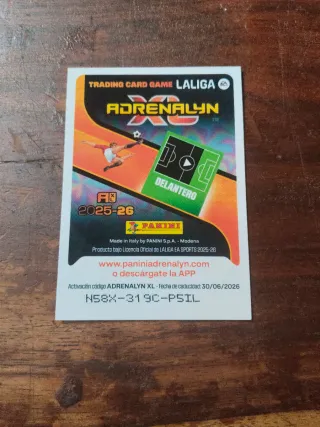 TRADING CARD GAME LALIGA
ADRENALYN
XL
DELANTERO
2025-26
PANINI
Made in Italy by PANINI S.p.A. - Modena
Producto bajo Licencia Oficial de LALIGA EA SPORTS 2025-26
www.paniniadrenalyn.com
o descárgate la APP
Activación código ADRENALYN XL - Fecha de caducidad: 30/06/2026
N58X-319C-P5IL